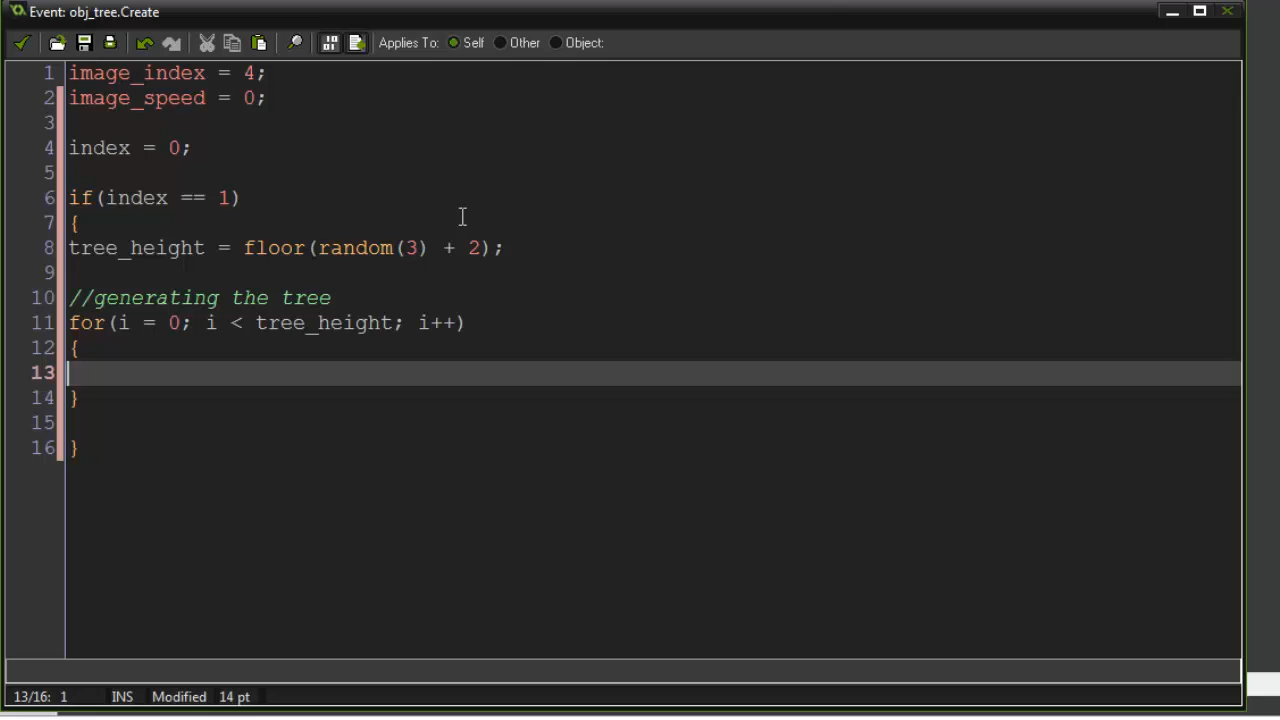 Event: obj_tree.Create
Applies To: Self Other Object:
1 image_index = 4;
2 image_speed = 0;
3
4 index = 0;
5
6 if(index == 1)
7 {
8 tree_height = floor(random(3) + 2);
9
10 //generating the tree
11 for(i = 0; i < tree_height; i++)
12 {
13
14 }
15
16 }
13/16: 1 INS Modified 14 pt